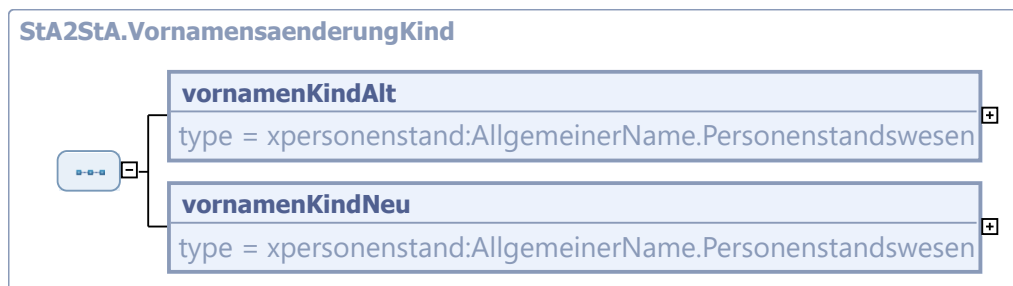 StA2StA.VornamensaenderungKind
vornamenKindAlt
type = xpersonenstand:AllgemeinerName.Personenstandswesen
vornamenKindNeu
type = xpersonenstand:AllgemeinerName.Personenstandswesen